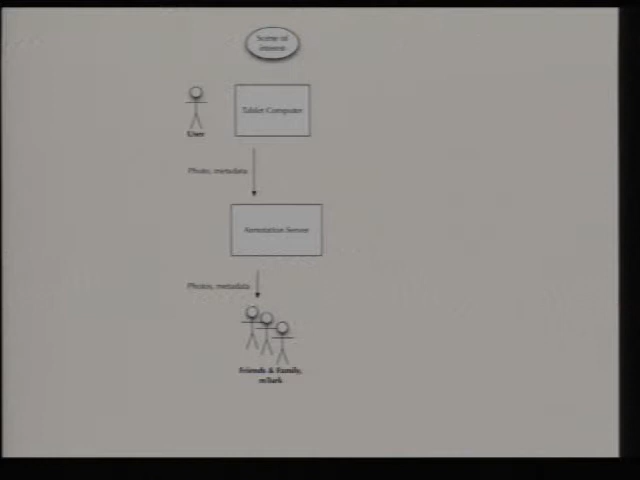 Scene of
interest
Tablet Computer
User
Photo, metadata
Annotation Server
Photos, metadata
Friends & Family,
mTurk